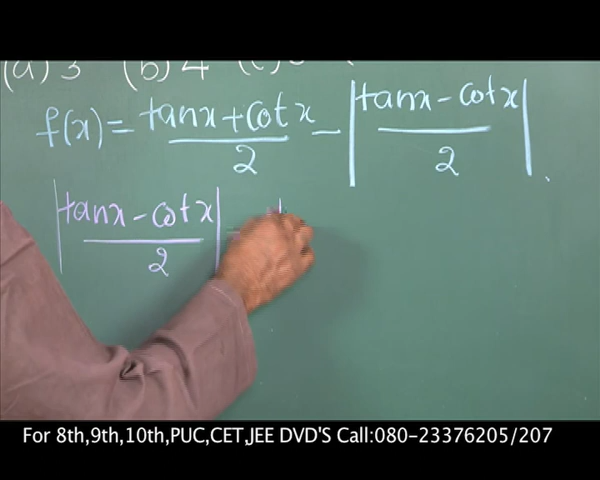 (a) 3 (b) 4 (c)
f(x) = tanx + cotx / 2 - |tanx - cotx / 2|.
|tanx - cotx / 2| =
For 8th,9th,10th,PUC,CET,JEE DVD'S Call:080-23376205/207